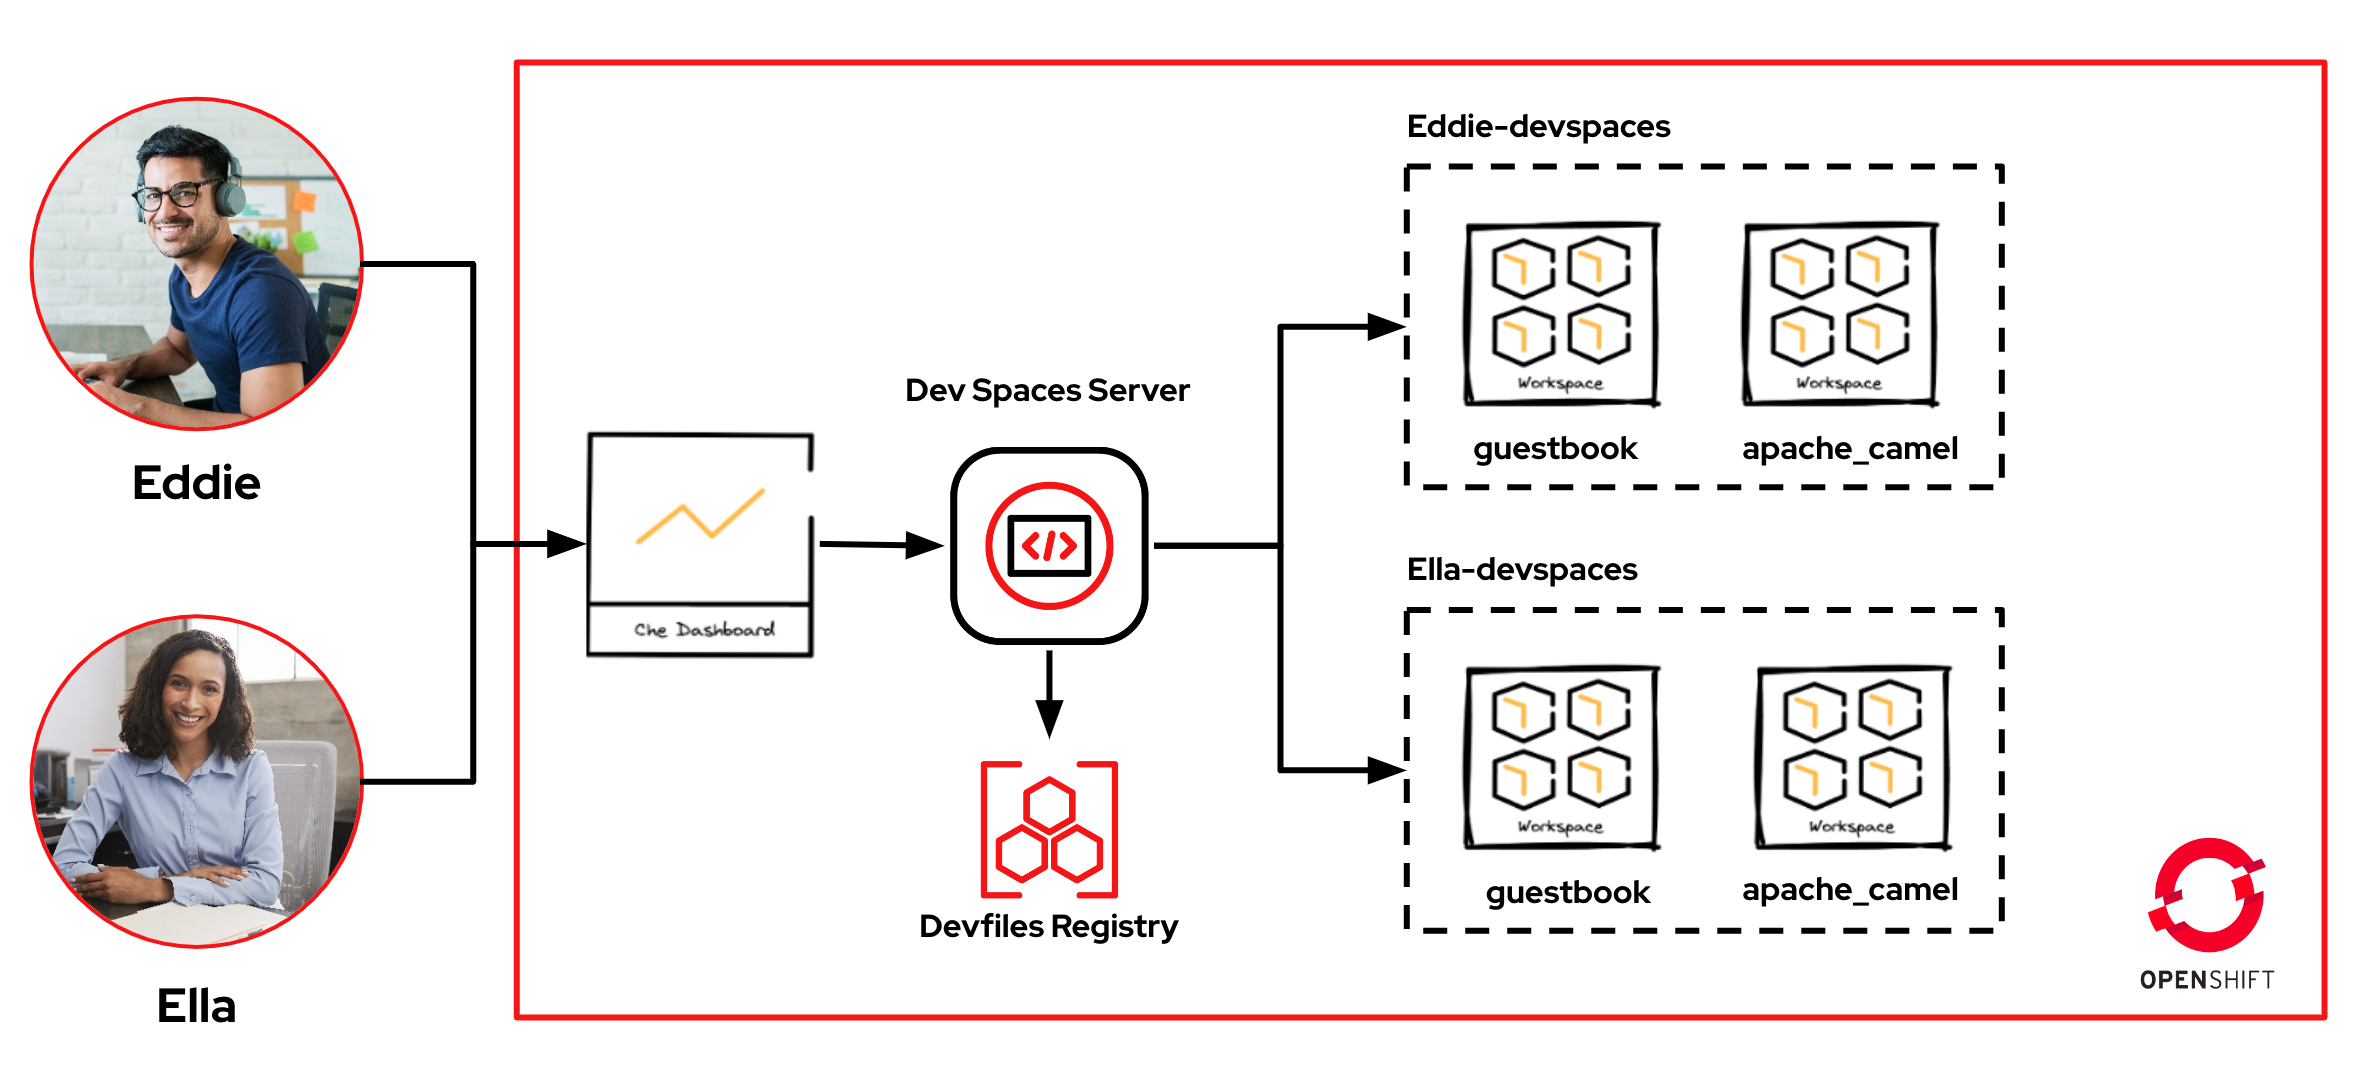 Eddie
Ella
Che Dashboard
Dev Spaces Server
Devfiles Registry
Eddie-devspaces
Workspace
Workspace
guestbook
apache_camel
Ella-devspaces
Workspace
Workspace
guestbook
apache_camel
OPENSHIFT